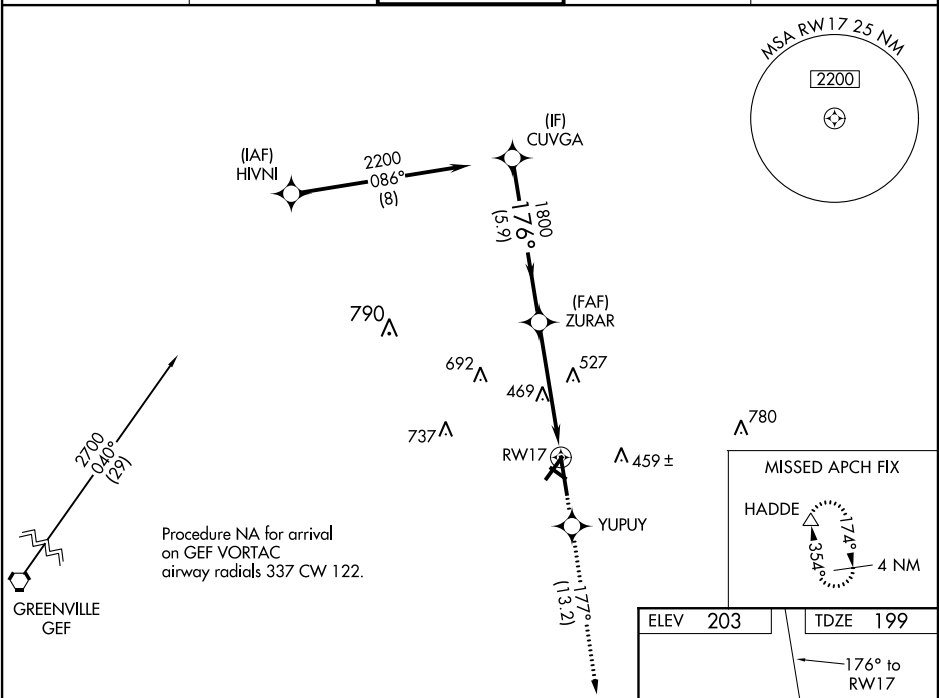 MSA RW17 25 NM
2200
(IF)
CUVGA
(IAF)
HIVNI
2200
086°
(8)
1800
176°
(5.9)
(FAF)
ZURAR
790
692
527
469
737
780
RW17
459 ±
2700
040°
(29)
MISSED APCH FIX
HADDE
174°
354°
4 NM
YUPUY
Procedure NA for arrival
on GEF VORTAC
airway radials 337 CW 122.
177°
(13.2)
GREENVILLE
GEF
ELEV 203
TDZE 199
176° to
RW17